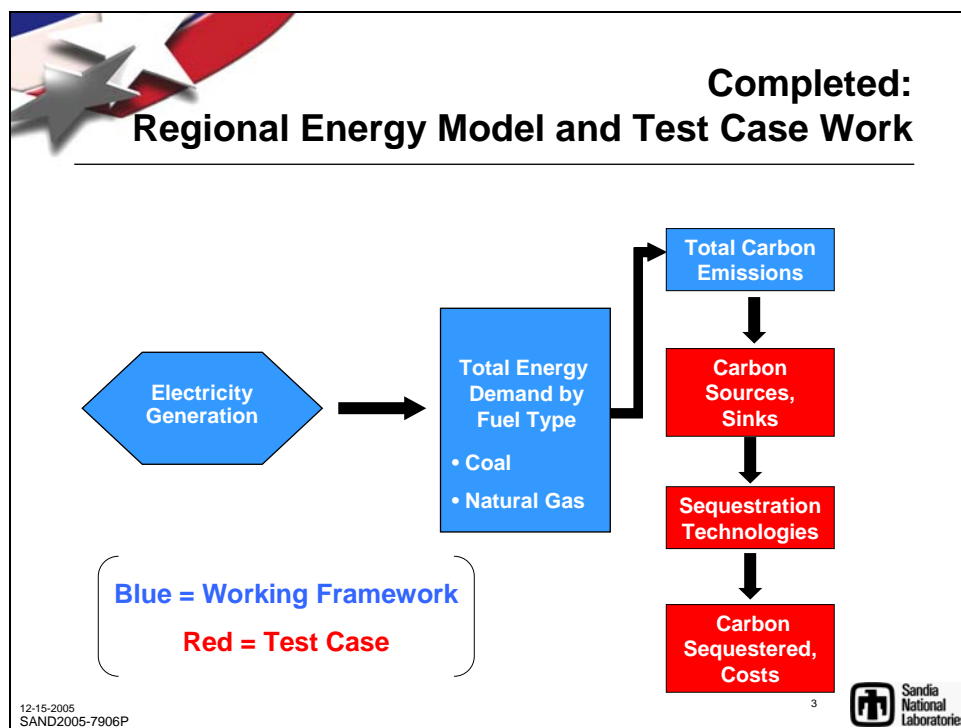 Completed:
Regional Energy Model and Test Case Work
Electricity
Generation
Total Energy
Demand by
Fuel Type
• Coal
• Natural Gas
Total Carbon
Emissions
Carbon
Sources,
Sinks
Sequestration
Technologies
Carbon
Sequestered,
Costs
Blue = Working Framework
Red = Test Case
12-15-2005
SAND2005-7906P
3
Sandia
National
Laboratories